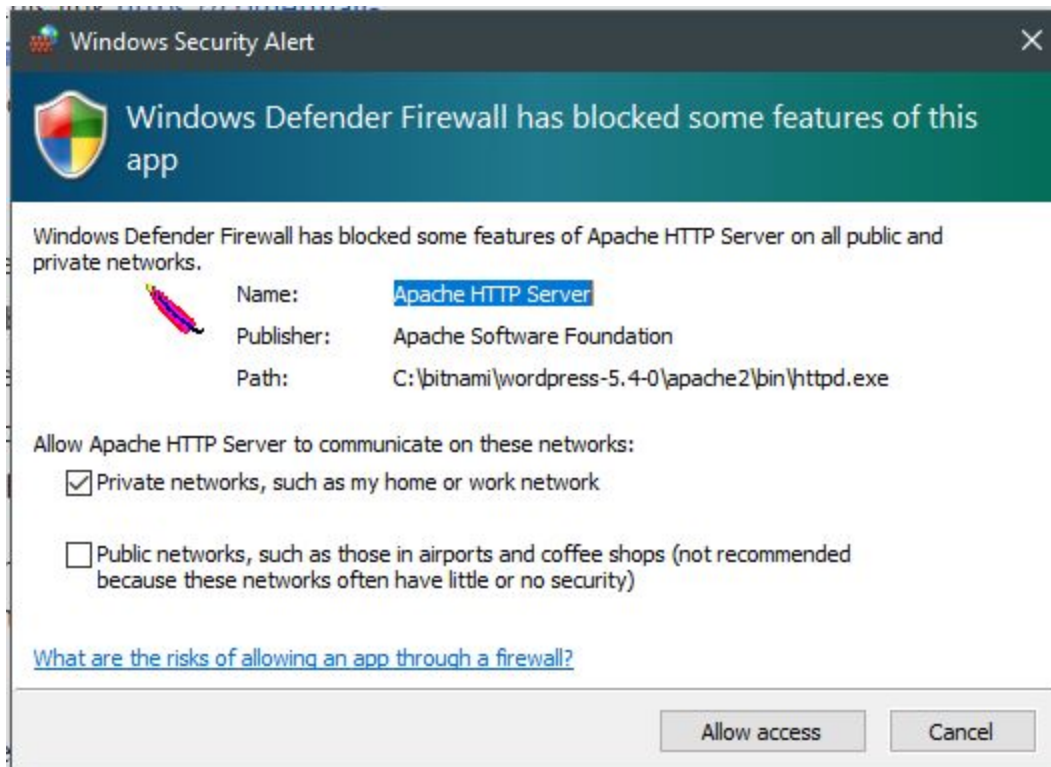 Windows Security Alert
Windows Defender Firewall has blocked some features of this
app
Windows Defender Firewall has blocked some features of Apache HTTP Server on all public and
private networks.
Name: Apache HTTP Server
Publisher: Apache Software Foundation
Path: C:\bitnami\wordpress-5.4-0\apache2\bin\httpd.exe
Allow Apache HTTP Server to communicate on these networks:
Private networks, such as my home or work network
Public networks, such as those in airports and coffee shops (not recommended
because these networks often have little or no security)
What are the risks of allowing an app through a firewall?
Allow access Cancel